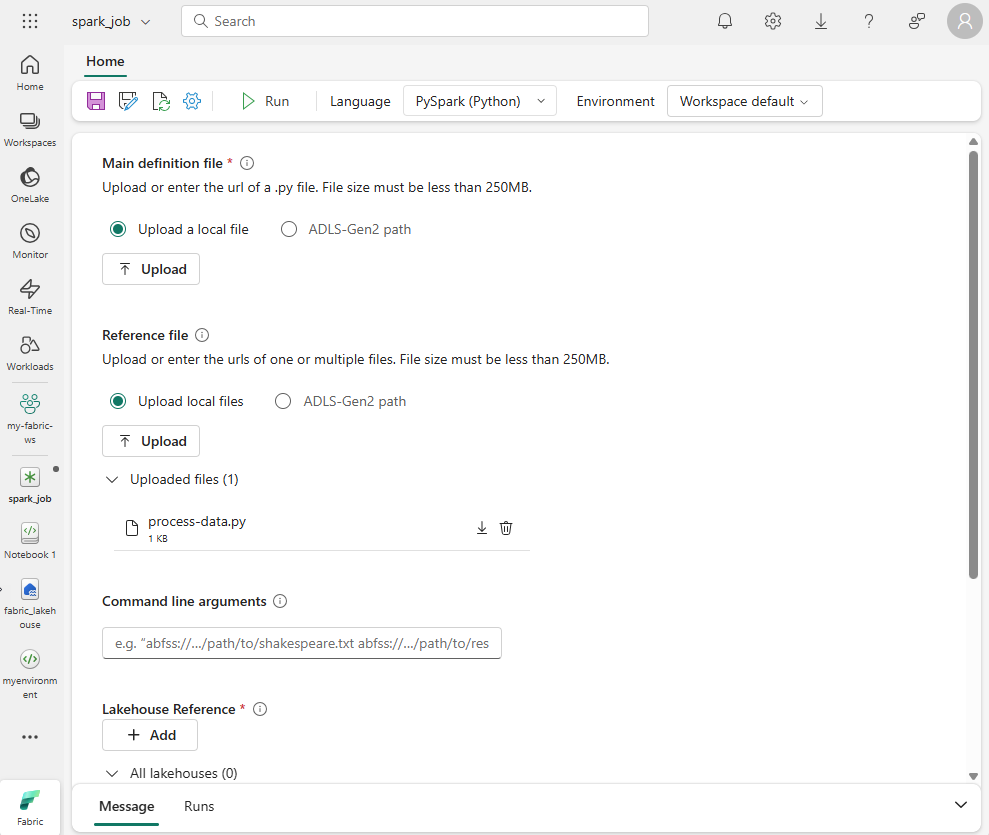 spark_job
Search
Home
Home
Run
Language
PySpark (Python)
Environment
Workspace default
Workspaces
OneLake
Monitor
Real-Time
Workloads
my-fabric-
ws
spark_job
Notebook 1
fabric_lakeh
ouse
myenvironm
ent
Fabric
Main definition file *
Upload or enter the url of a .py file. File size must be less than 250MB.
Upload a local file
ADLS-Gen2 path
Upload
Reference file
Upload or enter the urls of one or multiple files. File size must be less than 250MB.
Upload local files
ADLS-Gen2 path
Upload
Uploaded files (1)
process-data.py
1 KB
Command line arguments
e.g. "abfss://.../path/to/shakespeare.txt abfss://.../path/to/res
Lakehouse Reference *
+ Add
All lakehouses (0)
Message
Runs